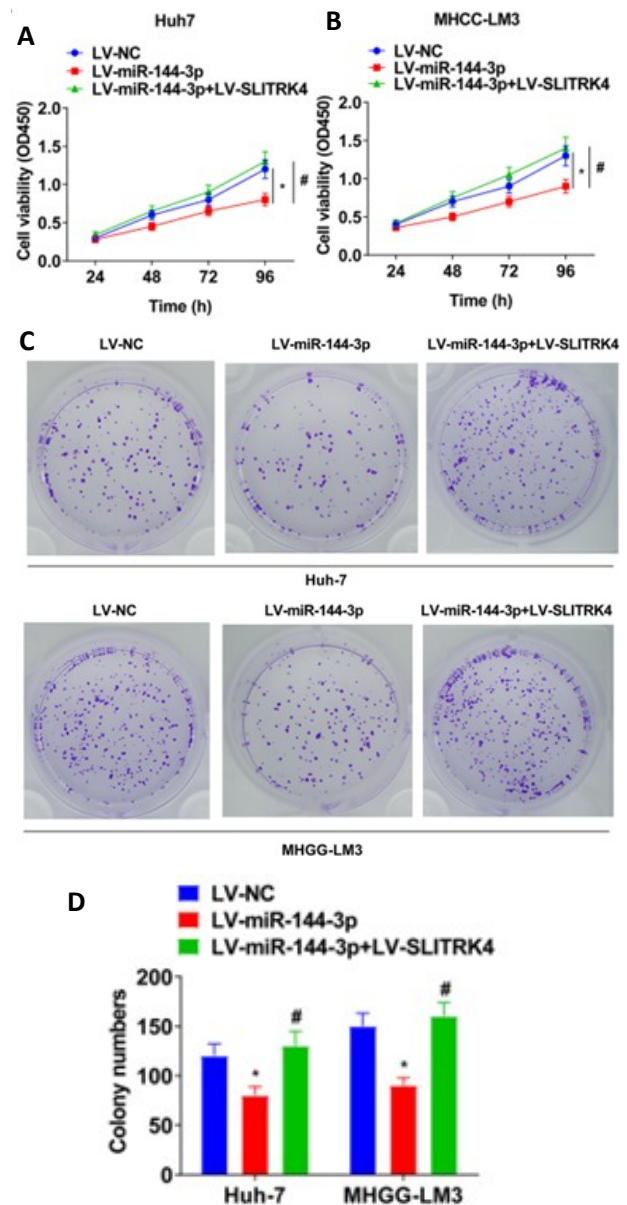 A
Huh7
LV-NC
LV-miR-144-3p
LV-miR-144-3p+LV-SLITRK4
Cell viability (OD450)
2.0
1.5
1.0
0.5
0.0
* #
24 48 72 96
Time (h)
B
MHCC-LM3
LV-NC
LV-miR-144-3p
LV-miR-144-3p+LV-SLITRK4
Cell viability (OD450)
2.0
1.5
1.0
0.5
0.0
* #
24 48 72 96
Time (h)
C
LV-NC LV-miR-144-3p LV-miR-144-3p+LV-SLITRK4
Huh-7
LV-NC LV-miR-144-3p LV-miR-144-3p+LV-SLITRK4
MHGG-LM3
D
LV-NC
LV-miR-144-3p
LV-miR-144-3p+LV-SLITRK4
Colony numbers
200
150
100
50
0
* # * #
Huh-7 MHGG-LM3